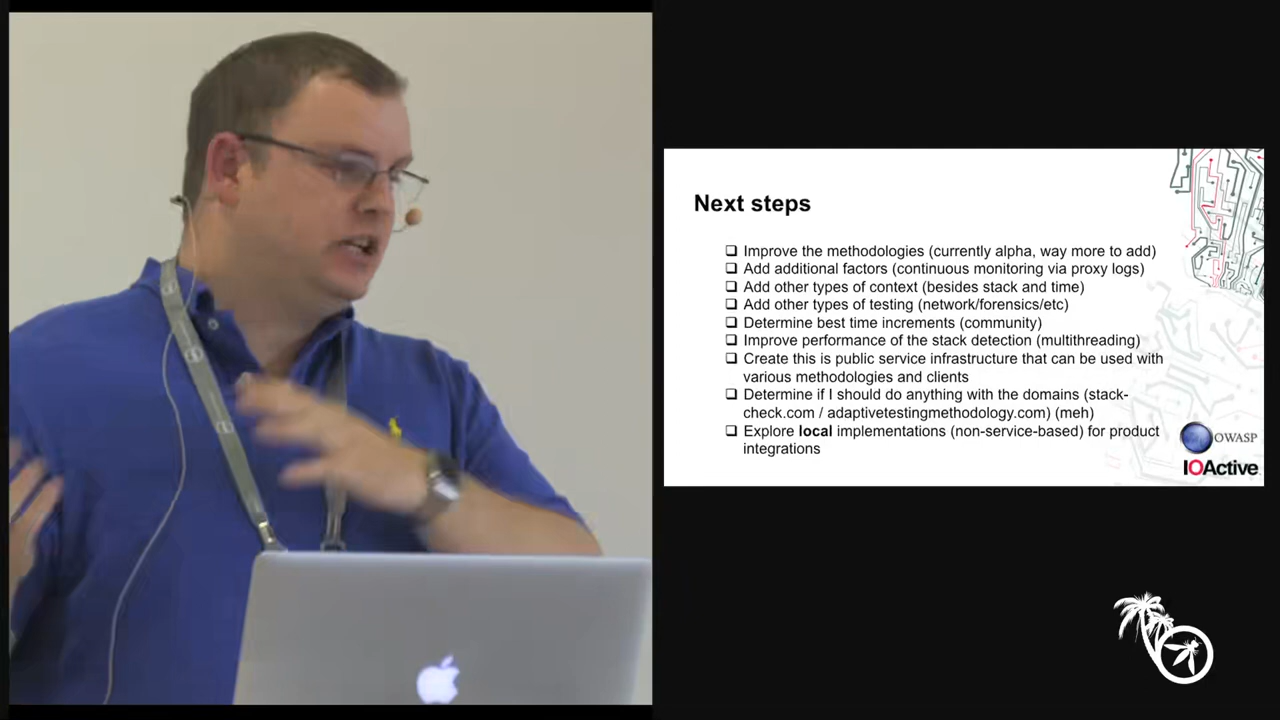 Next steps
❑ Improve the methodologies (currently alpha, way more to add)
❑ Add additional factors (continuous monitoring via proxy logs)
❑ Add other types of context (besides stack and time)
❑ Add other types of testing (network/forensics/etc)
❑ Determine best time increments (community)
❑ Improve performance of the stack detection (multithreading)
❑ Create this is public service infrastructure that can be used with
various methodologies and clients
❑ Determine if I should do anything with the domains (stack-
check.com / adaptivetestingmethodology.com) (meh)
❑ Explore local implementations (non-service-based) for product
integrations
OWASP
IOActive